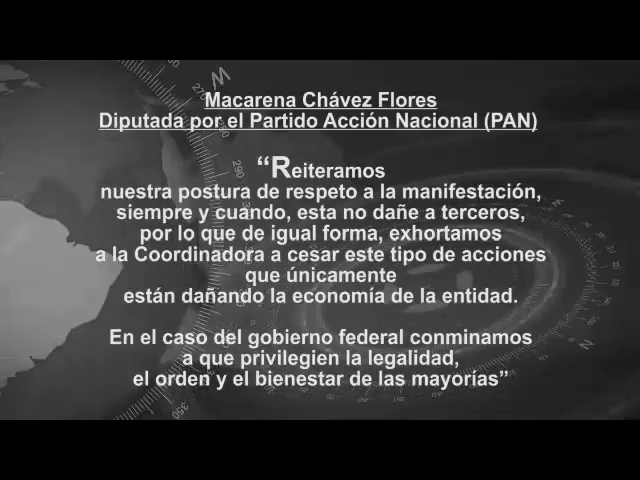 Macarena Chávez Flores
Diputada por el Partido Acción Nacional (PAN)
“Reiteramos
nuestra postura de respeto a la manifestación,
siempre y cuando, esta no dañe a terceros,
por lo que de igual forma, exhortamos
a la Coordinadora a cesar este tipo de acciones
que únicamente
están dañando la economía de la entidad.
En el caso del gobierno federal conminamos
a que privilegien la legalidad,
el orden y el bienestar de las mayorías”
W
290
350
N